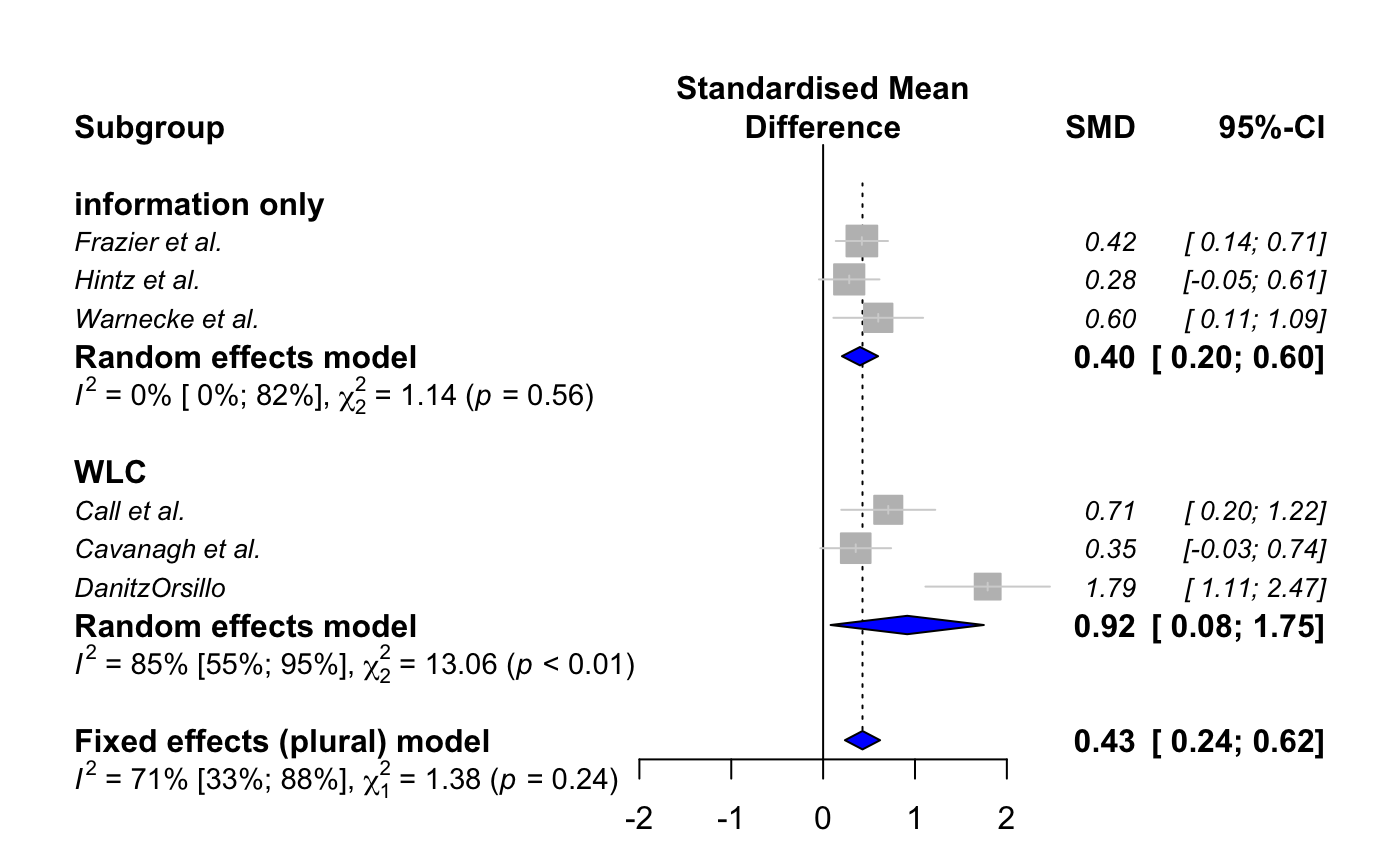 Standardised Mean
Subgroup Difference SMD 95%-CI
information only
Frazier et al. 0.42 [ 0.14; 0.71]
Hintz et al. 0.28 [-0.05; 0.61]
Warnecke et al. 0.60 [ 0.11; 1.09]
Random effects model 0.40 [ 0.20; 0.60]
I² = 0% [ 0%; 82%], χ²₂ = 1.14 (p = 0.56)
WLC
Call et al. 0.71 [ 0.20; 1.22]
Cavanagh et al. 0.35 [-0.03; 0.74]
DanitzOrsillo 1.79 [ 1.11; 2.47]
Random effects model 0.92 [ 0.08; 1.75]
I² = 85% [55%; 95%], χ²₂ = 13.06 (p < 0.01)
Fixed effects (plural) model 0.43 [ 0.24; 0.62]
I² = 71% [33%; 88%], χ²₁ = 1.38 (p = 0.24)
-2 -1 0 1 2